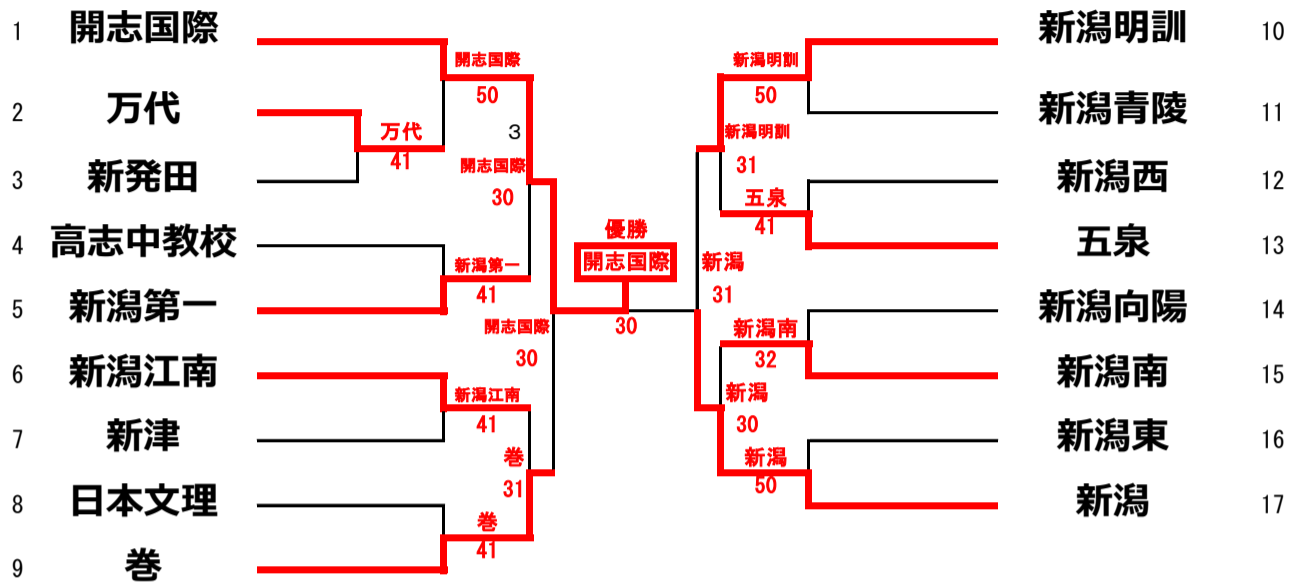 1 開志国際
2 万代
3 新発田
4 高志中教校
5 新潟第一
6 新潟江南
7 新津
8 日本文理
9 巻
万代
41
開志国際
50
新潟第一
41
新潟江南
41
巻
41
3
開志国際
30
巻
31
開志国際
30
優勝
開志国際
30
新潟
31
新潟明訓
31
新潟
30
新潟明訓
50
五泉
41
新潟南
32
新潟
50
新潟明訓 10
新潟青陵 11
新潟西 12
五泉 13
新潟向陽 14
新潟南 15
新潟東 16
新潟 17